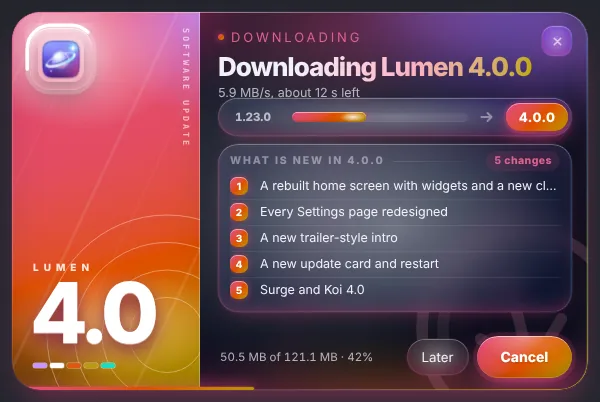 SOFTWARE UPDATE
LUMEN
4.0
DOWNLOADING
Downloading Lumen 4.0.0
5.9 MB/s, about 12 s left
1.23.0 → 4.0.0
WHAT IS NEW IN 4.0.0 5 changes
1 A rebuilt home screen with widgets and a new cl...
2 Every Settings page redesigned
3 A new trailer-style intro
4 A new update card and restart
5 Surge and Koi 4.0
50.5 MB of 121.1 MB · 42% Later Cancel